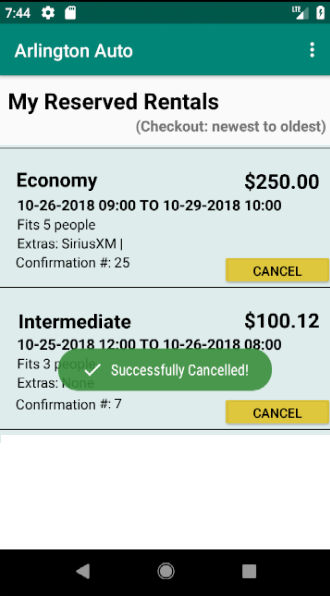 7:44 LTE
Arlington Auto
My Reserved Rentals
(Checkout: newest to oldest)
Economy $250.00
10-26-2018 09:00 TO 10-29-2018 10:00
Fits 5 people
Extras: SiriusXM |
Confirmation #: 25 CANCEL
Intermediate $100.12
10-25-2018 12:00 TO 10-26-2018 08:00
Fits 3 people
Successfully Cancelled!
Extras: None
Confirmation #: 7 CANCEL